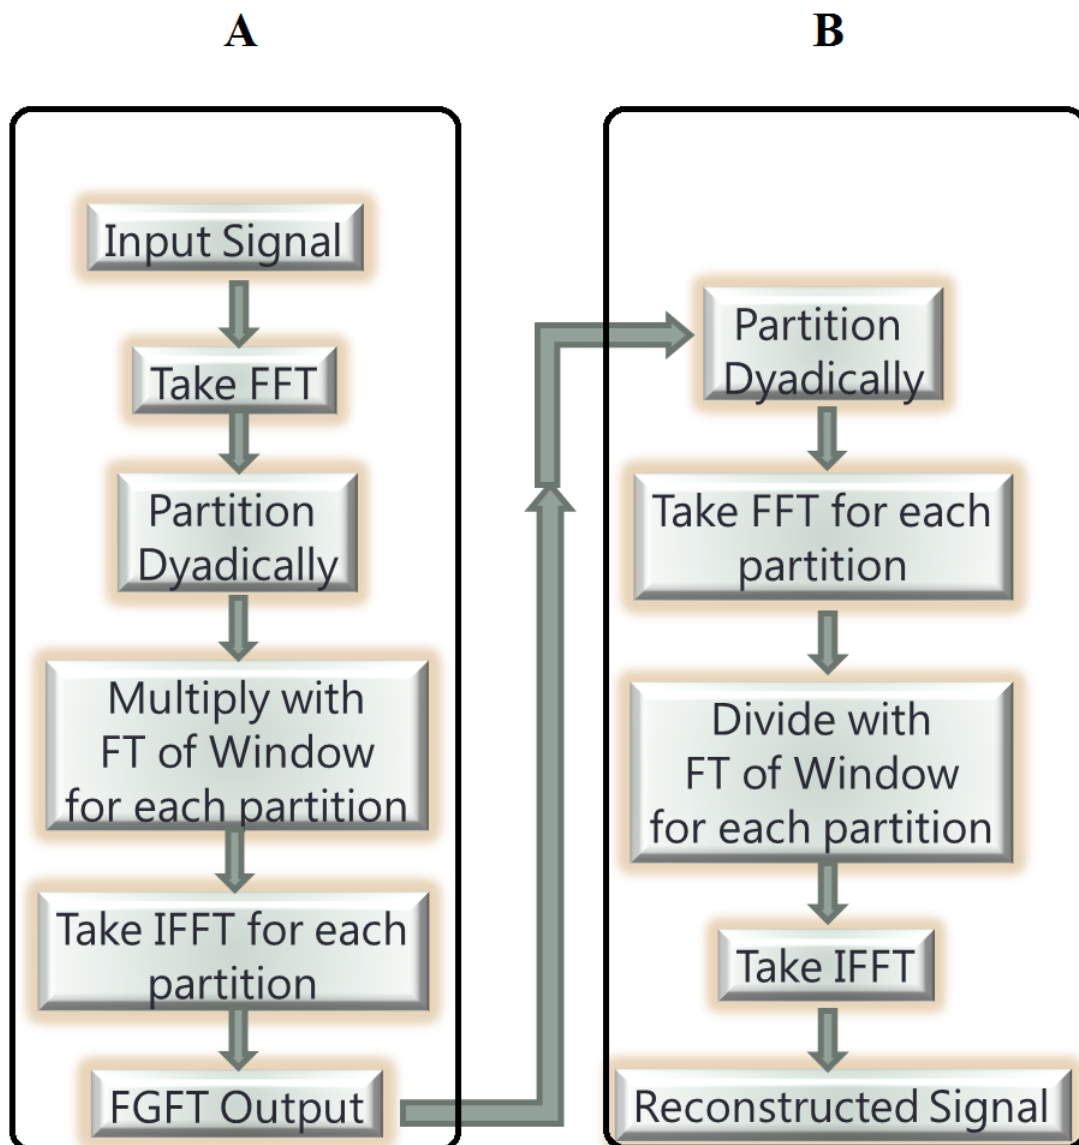 A
Input Signal
Take FFT
Partition
Dyadically
Multiply with
FT of Window
for each partition
Take IFFT for each
partition
FGFT Output
B
Partition
Dyadically
Take FFT for each
partition
Divide with
FT of Window
for each partition
Take IFFT
Reconstructed Signal